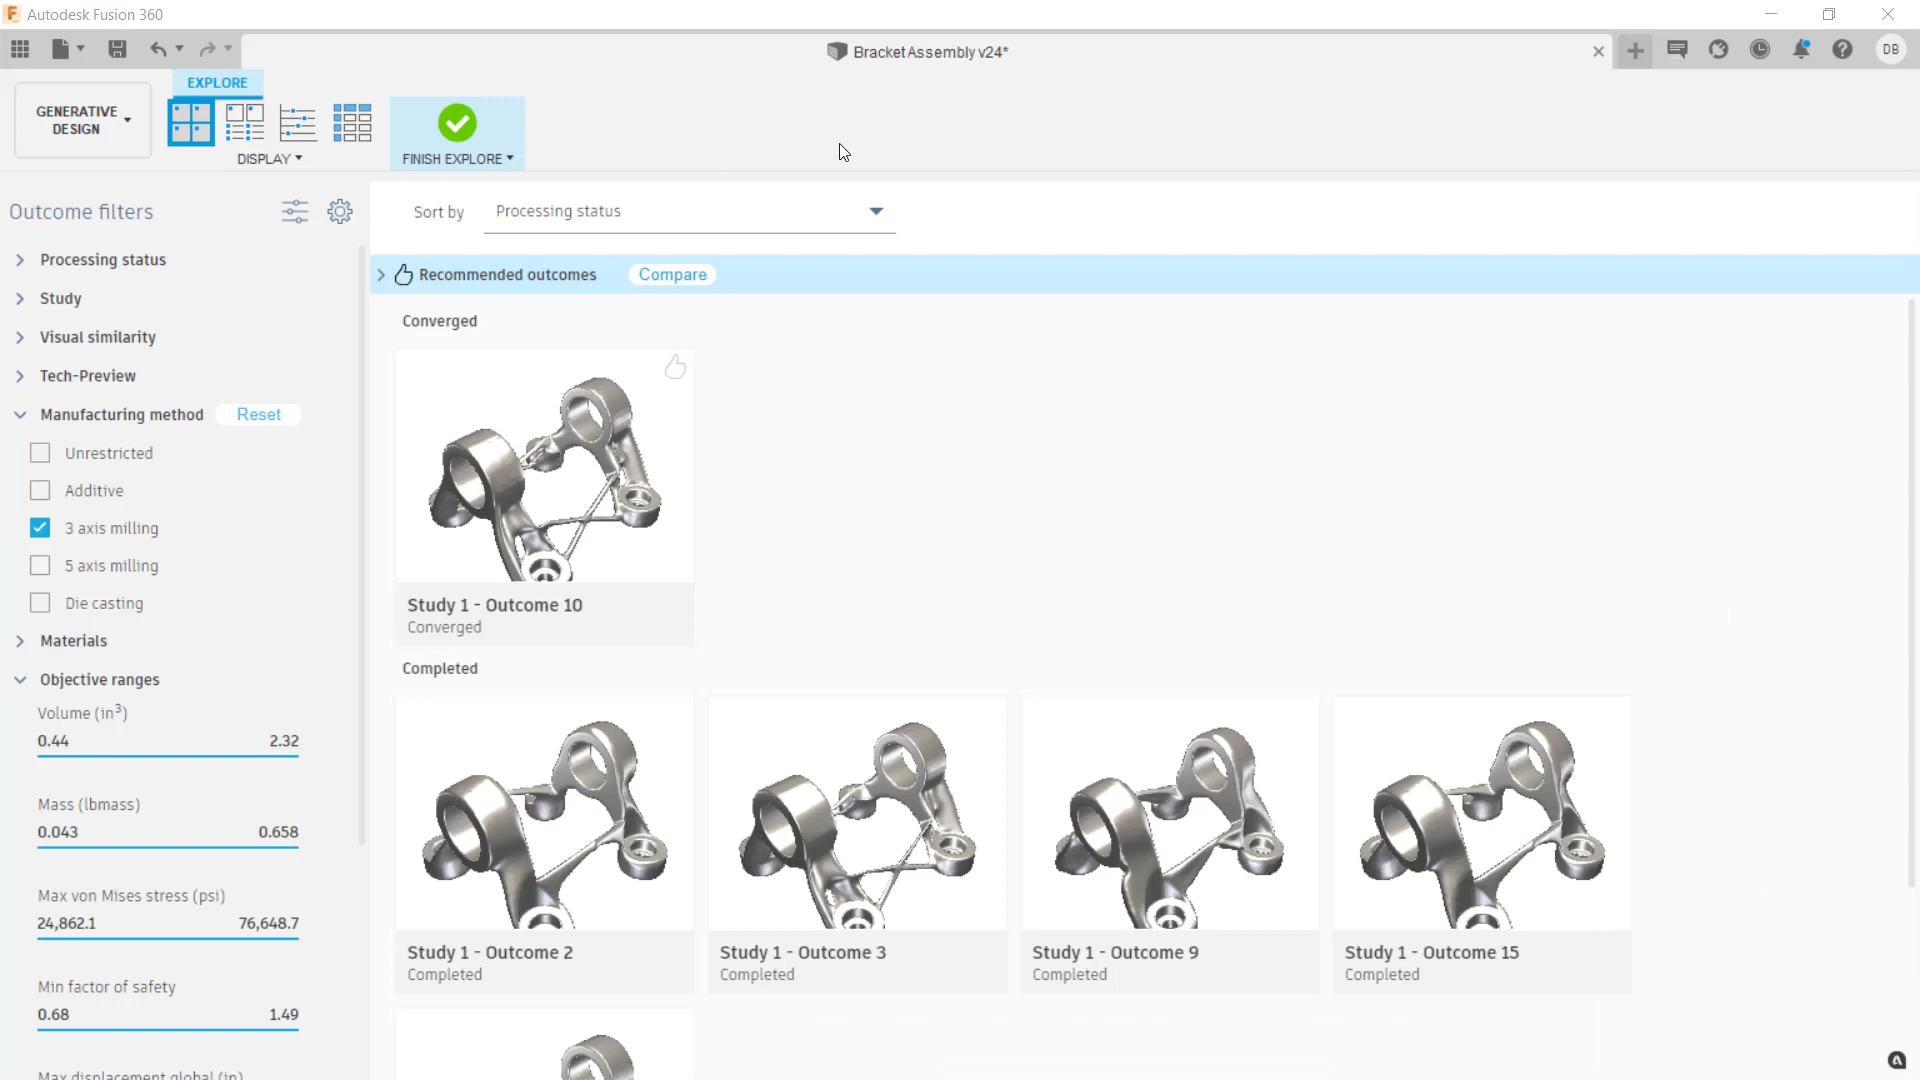 Autodesk Fusion 360
BracketAssembly v24*
DB
EXPLORE
GENERATIVE
DESIGN
DISPLAY
FINISH EXPLORE
Outcome filters
Processing status
Study
Visual similarity
Tech-Preview
Manufacturing method Reset
Unrestricted
Additive
3 axis milling
5 axis milling
Die casting
Materials
Objective ranges
Volume (in³)
0.44 2.32
Mass (lbmass)
0.043 0.658
Max von Mises stress (psi)
24,862.1 76,648.7
Min factor of safety
0.68 1.49
Max displacement global (in)
Sort by Processing status
Recommended outcomes Compare
Converged
Study 1 - Outcome 10
Converged
Completed
Study 1 - Outcome 2
Completed
Study 1 - Outcome 3
Completed
Study 1 - Outcome 9
Completed
Study 1 - Outcome 15
Completed